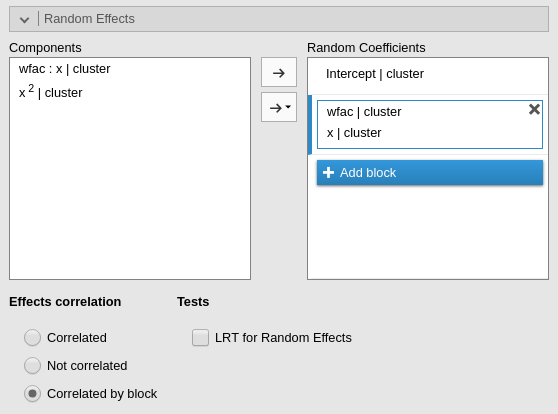 Random Effects
Components
Random Coefficients
wfac : x | cluster
x 2 | cluster
Intercept | cluster
wfac | cluster
x | cluster
Add block
Effects correlation
Tests
Correlated
LRT for Random Effects
Not correlated
Correlated by block